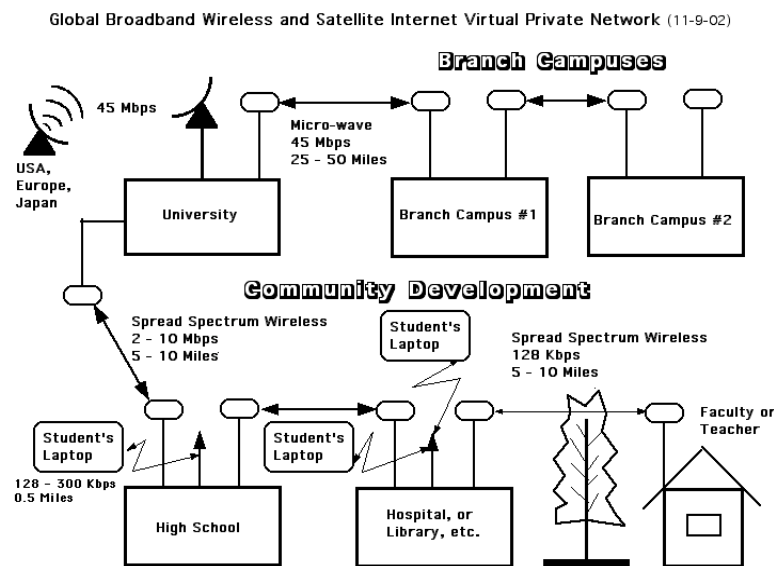 Global Broadband Wireless and Satellite Internet Virtual Private Network (11-9-02)
Branch Campuses
45 Mbps
Micro-wave
45 Mbps
25 - 50 Miles
USA,
Europe,
Japan
University
Branch Campus #1
Branch Campus #2
Community Development
Spread Spectrum Wireless
2 - 10 Mbps
5 - 10 Miles
Student's
Laptop
Spread Spectrum Wireless
128 Kbps
5 - 10 Miles
Student's
Laptop
Student's
Laptop
Faculty or
Teacher
128 - 300 Kbps
0.5 Miles
High School
Hospital, or
Library, etc.